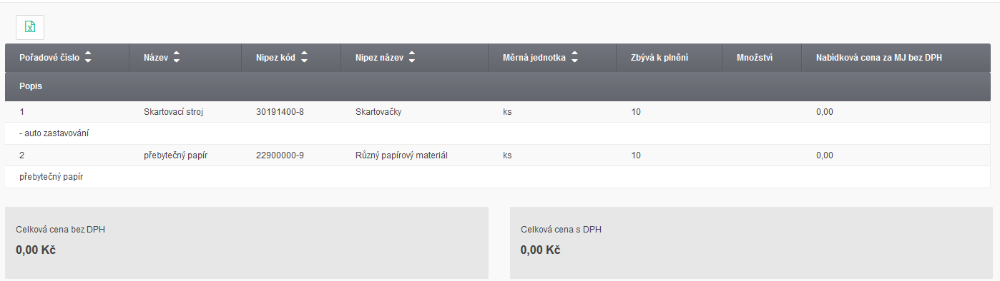 Pořadové číslo Název Nipez kód Nipez název Měrná jednotka Zbývá k plnění Množství Nabídková cena za MJ bez DPH
Popis
1 Skartovací stroj 30191400-8 Skartovačky ks 10 0,00
- auto zastavování
2 přebytečný papír 22900000-9 Různý papírový materiál ks 10 0,00
přebytečný papír
Celková cena bez DPH Celková cena s DPH
0,00 Kč 0,00 Kč